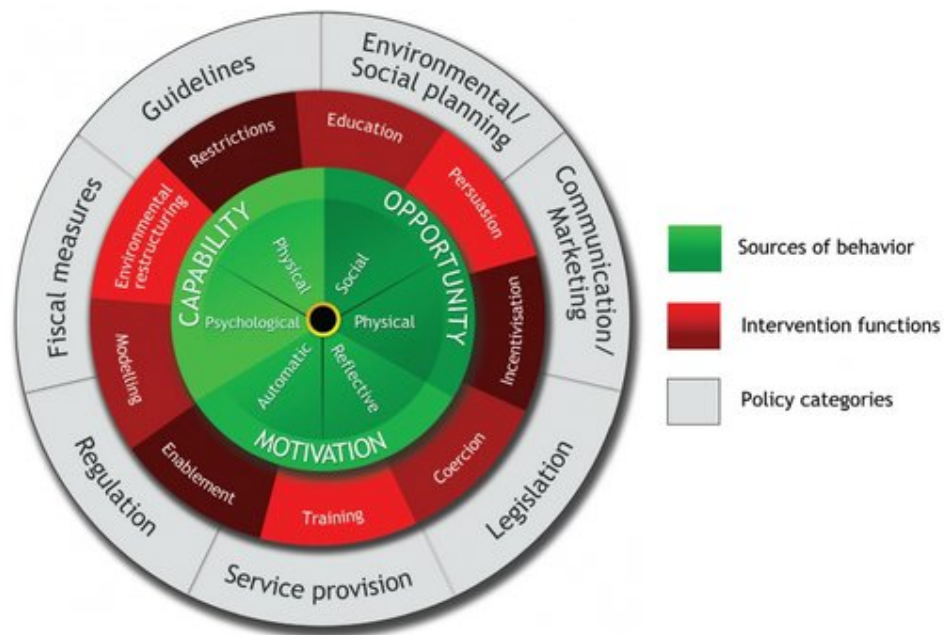 Guidelines
Environmental/
Social planning
Communication/
Marketing
Legislation
Service provision
Regulation
Fiscal measures
Restrictions
Education
Persuasion
Incentivisation
Coercion
Training
Enablement
Modelling
Environmental
restructuring
CAPABILITY
OPPORTUNITY
MOTIVATION
Physical
Social
Psychological
Physical
Automatic
Reflective
Sources of behavior
Intervention functions
Policy categories